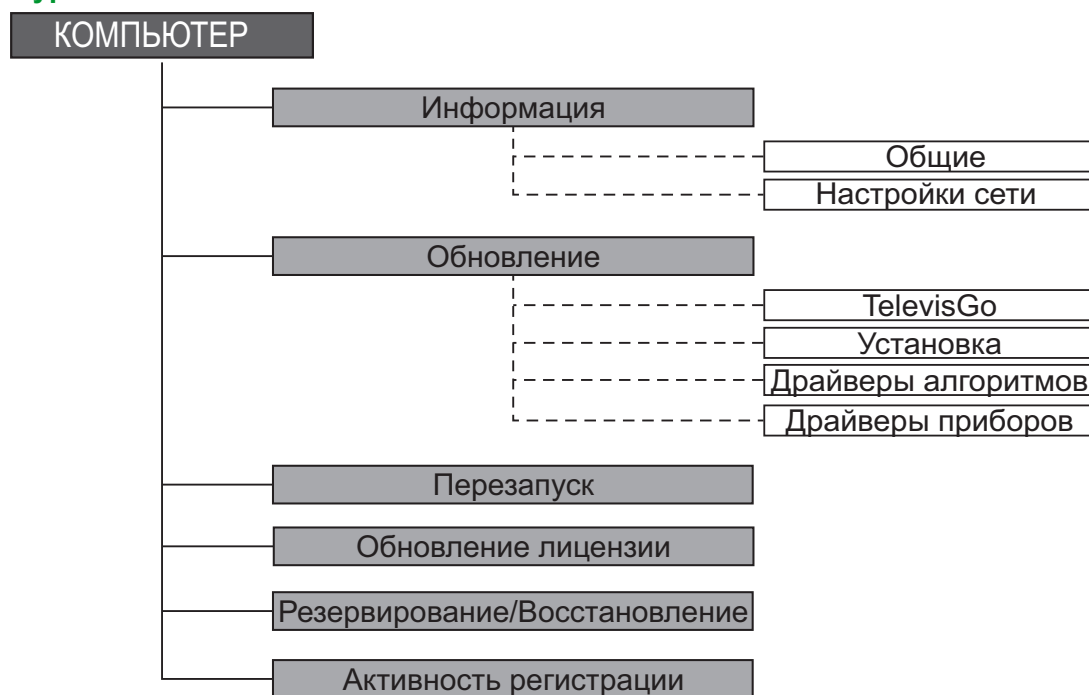 КОМПЬЮТЕР
Информация
Общие
Настройки сети
Обновление
TelevisGo
Установка
Драйверы алгоритмов
Драйверы приборов
Перезапуск
Обновление лицензии
Резервирование/Восстановление
Активность регистрации